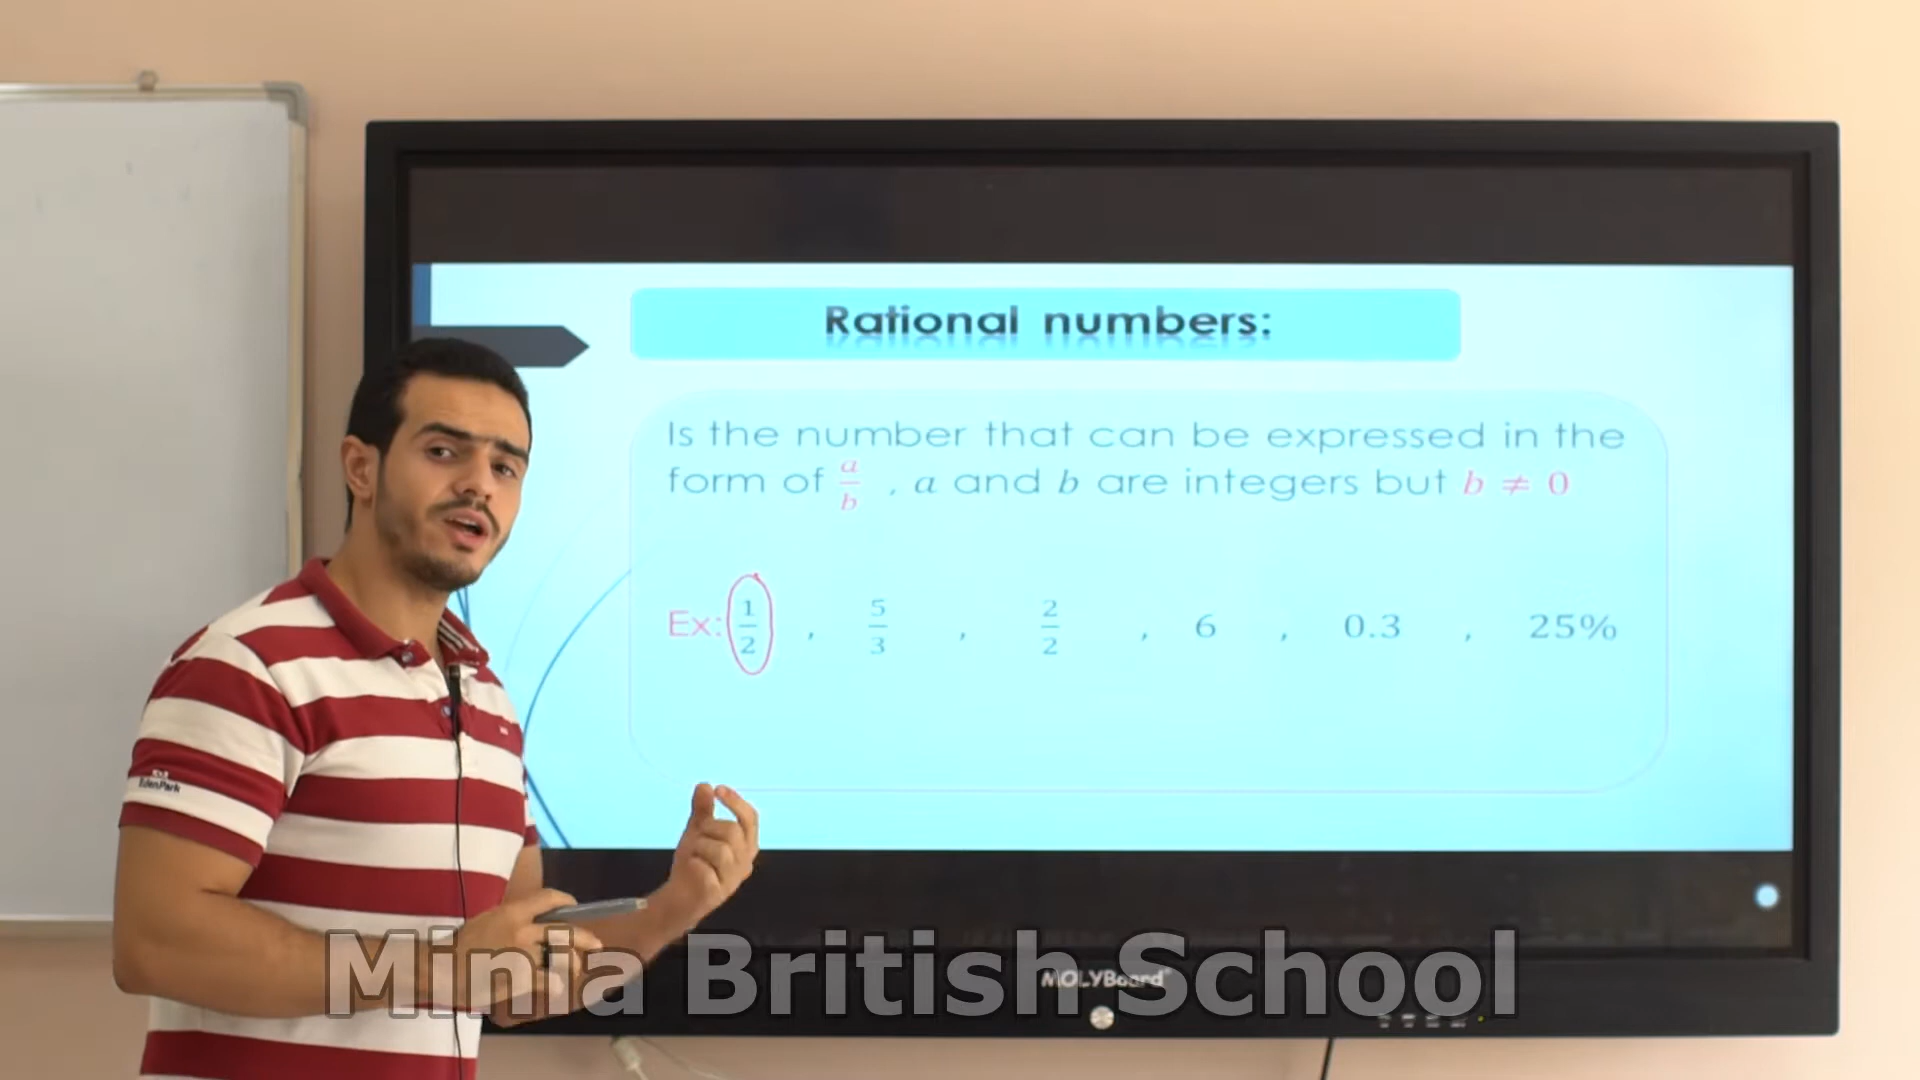 Rational numbers:
Is the number that can be expressed in the
form of a/b , a and b are integers but b ≠ 0
Ex: 1/2 , 5/3 , 2/2 , 6 , 0.3 , 25%
EdenPark
Minia British School
MOLYBoard